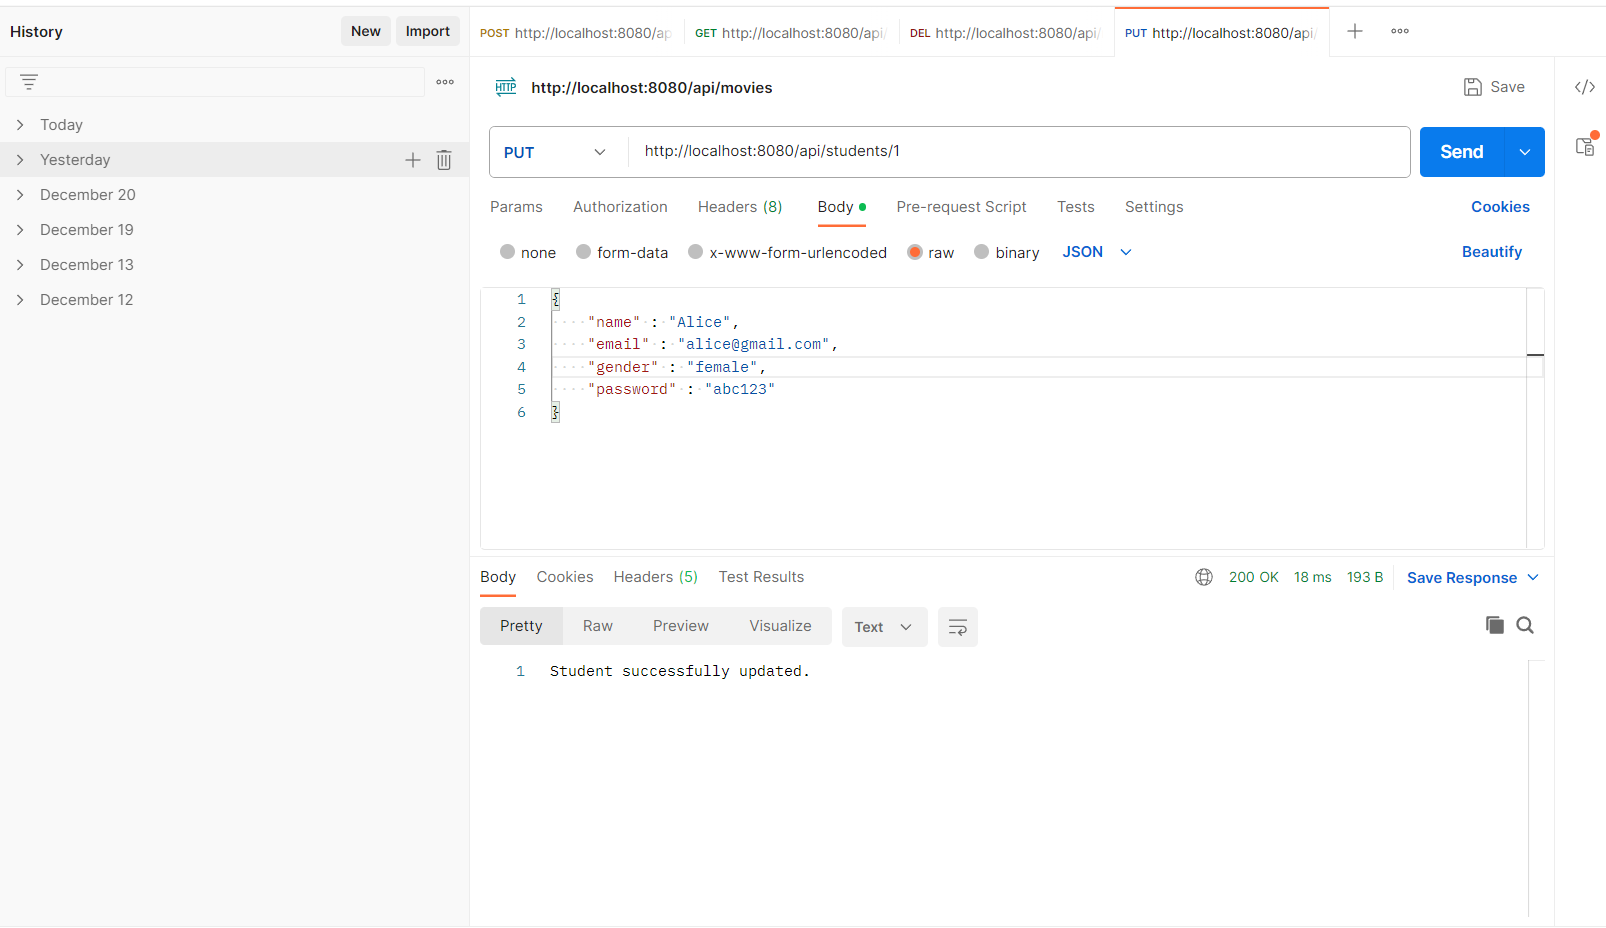 History
New
Import
POST http://localhost:8080/ap
GET http://localhost:8080/api/
DEL http://localhost:8080/api/
PUT http://localhost:8080/api/
Today
Yesterday
December 20
December 19
December 13
December 12
HTTP http://localhost:8080/api/movies
Save
PUT
http://localhost:8080/api/students/1
Send
Params Authorization Headers (8) Body Pre-request Script Tests Settings
Cookies
none form-data x-www-form-urlencoded raw binary JSON
Beautify
1 {
2 "name" : "Alice",
3 "email" : "alice@gmail.com",
4 "gender" : "female",
5 "password" : "abc123"
6 }
Body Cookies Headers (5) Test Results
200 OK 18 ms 193 B Save Response
Pretty Raw Preview Visualize Text
1 Student successfully updated.